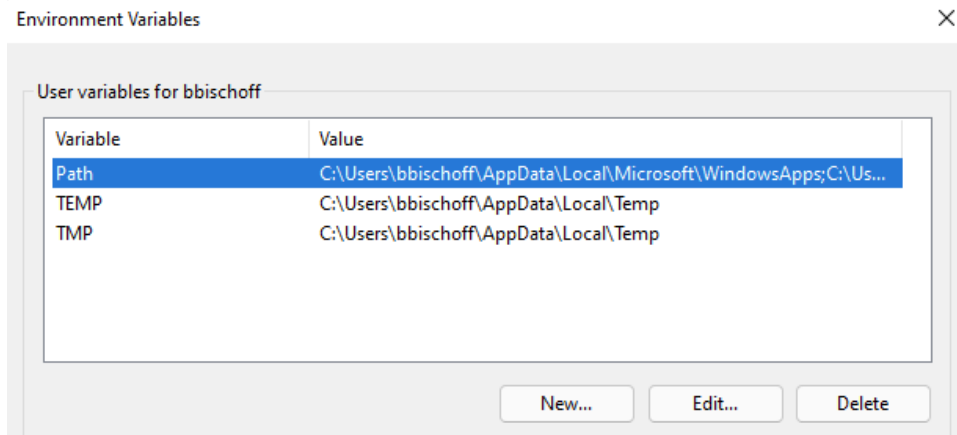 Environment Variables
User variables for bbischoff
Variable Value
Path C:\Users\bbischoff\AppData\Local\Microsoft\WindowsApps;C:\Us...
TEMP C:\Users\bbischoff\AppData\Local\Temp
TMP C:\Users\bbischoff\AppData\Local\Temp
New... Edit... Delete